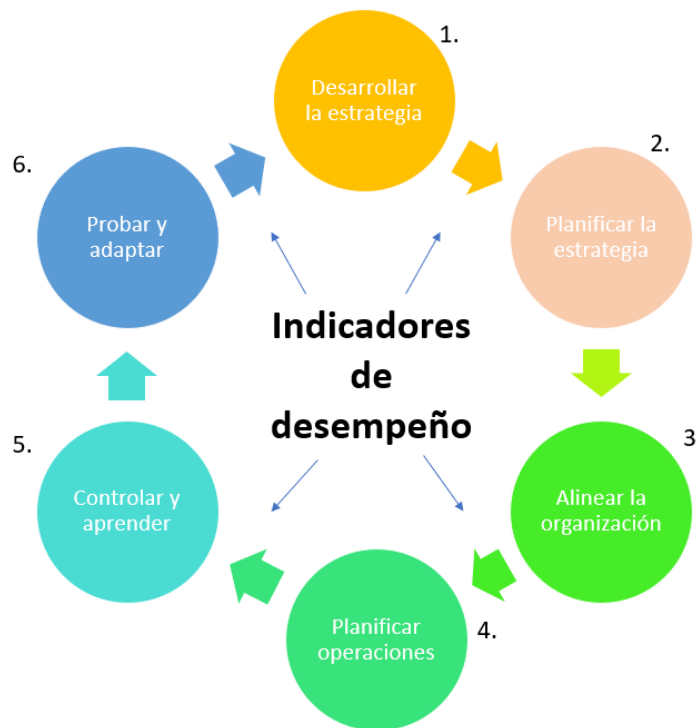 1.
Desarrollar
la estrategia
2.
Planificar la
estrategia
3
Alinear la
organización
4.
Planificar
operaciones
5.
Controlar y
aprender
6.
Probar y
adaptar
Indicadores
de
desempeño